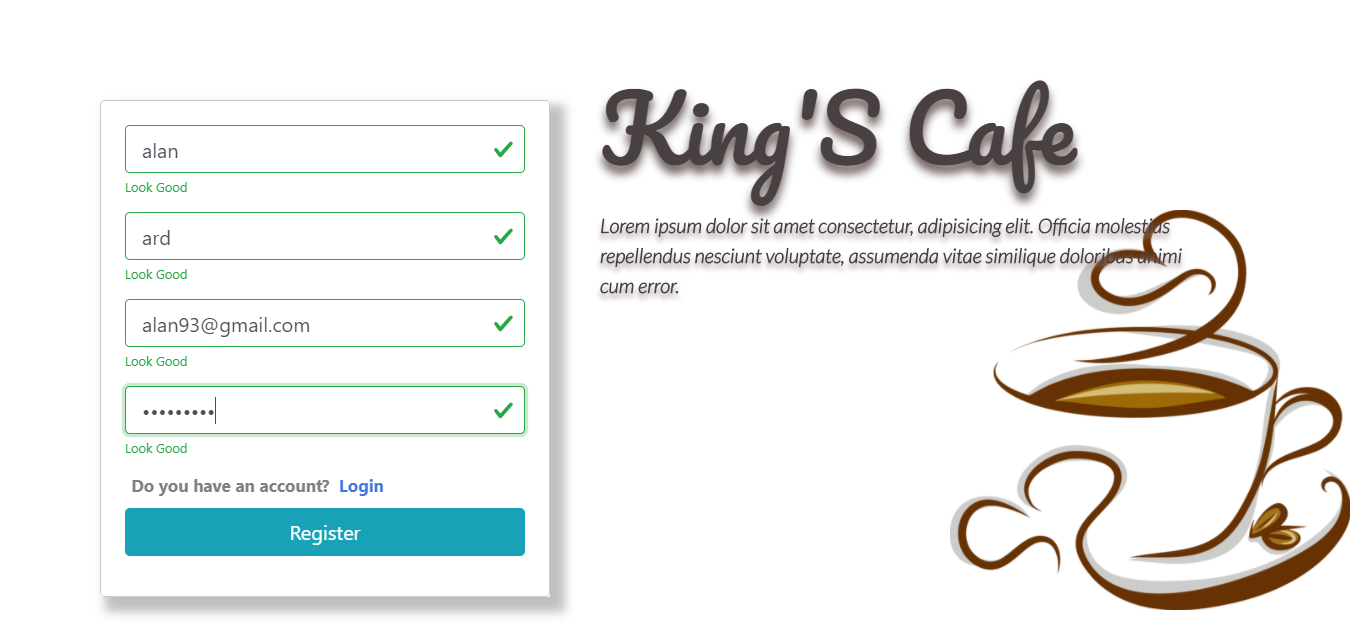 alan
Look Good
ard
Look Good
alan93@gmail.com
Look Good
•••••••••
Look Good
Do you have an account? Login
Register
King'S Cafe
Lorem ipsum dolor sit amet consectetur, adipisicing elit. Officia molestias
repellendus nesciunt voluptate, assumenda vitae similique doloribus animi
cum error.